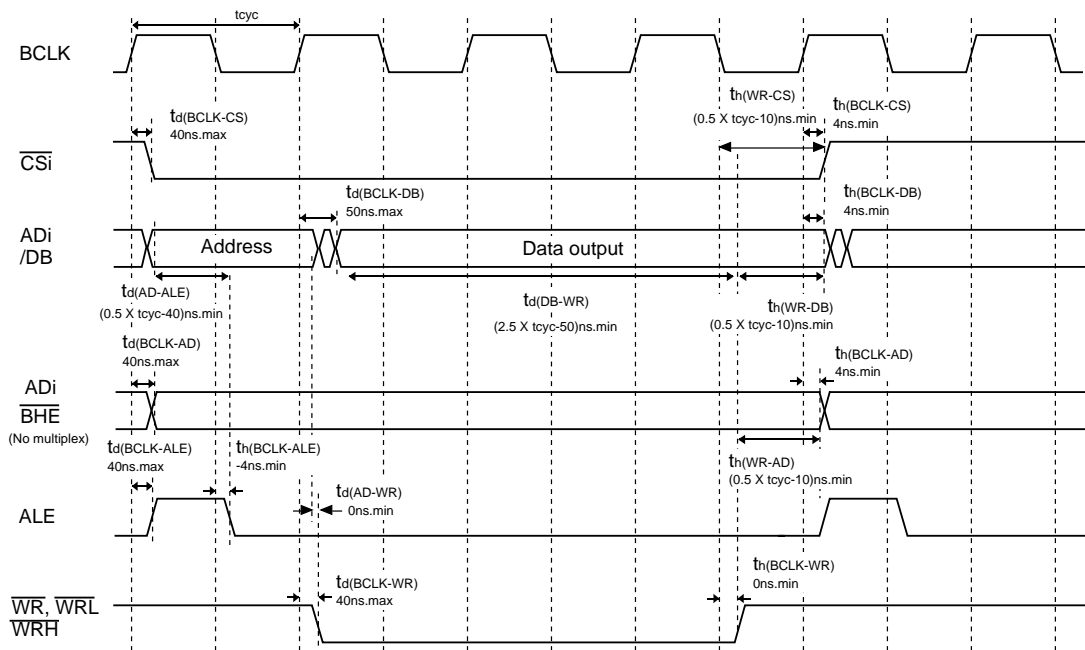 tcyc
BCLK
td(BCLK-CS)
40ns.max
th(WR-CS)
(0.5 X tcyc-10)ns.min
th(BCLK-CS)
4ns.min
CSi
td(BCLK-DB)
50ns.max
th(BCLK-DB)
4ns.min
ADi
/DB
Address
Data output
td(AD-ALE)
(0.5 X tcyc-40)ns.min
td(DB-WR)
(2.5 X tcyc-50)ns.min
th(WR-DB)
(0.5 X tcyc-10)ns.min
td(BCLK-AD)
40ns.max
th(BCLK-AD)
4ns.min
ADi
BHE
(No multiplex)
td(BCLK-ALE)
40ns.max
th(BCLK-ALE)
-4ns.min
th(WR-AD)
(0.5 X tcyc-10)ns.min
td(AD-WR)
0ns.min
ALE
td(BCLK-WR)
40ns.max
th(BCLK-WR)
0ns.min
WR, WRL
WRH